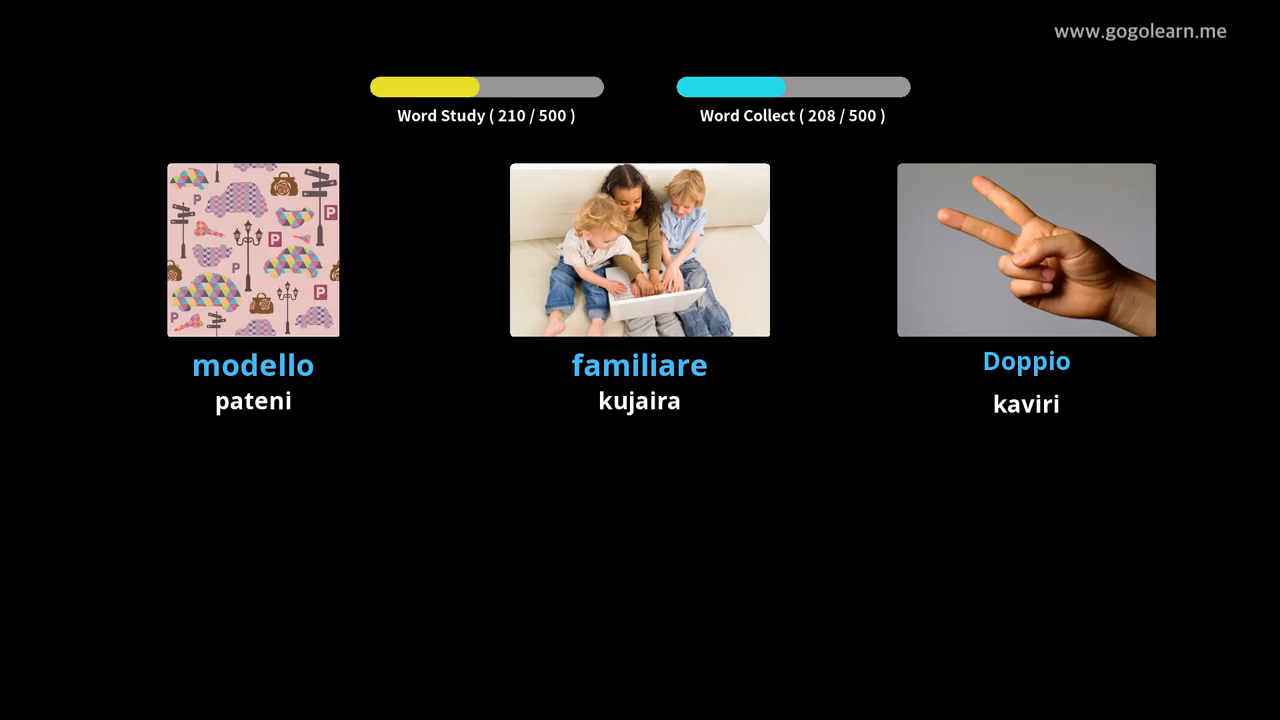 www.gogolearn.me
Word Study ( 210 / 500 )
Word Collect ( 208 / 500 )
P
P
P
P
P
P
modello
pateni
familiare
kujaira
Doppio
kaviri